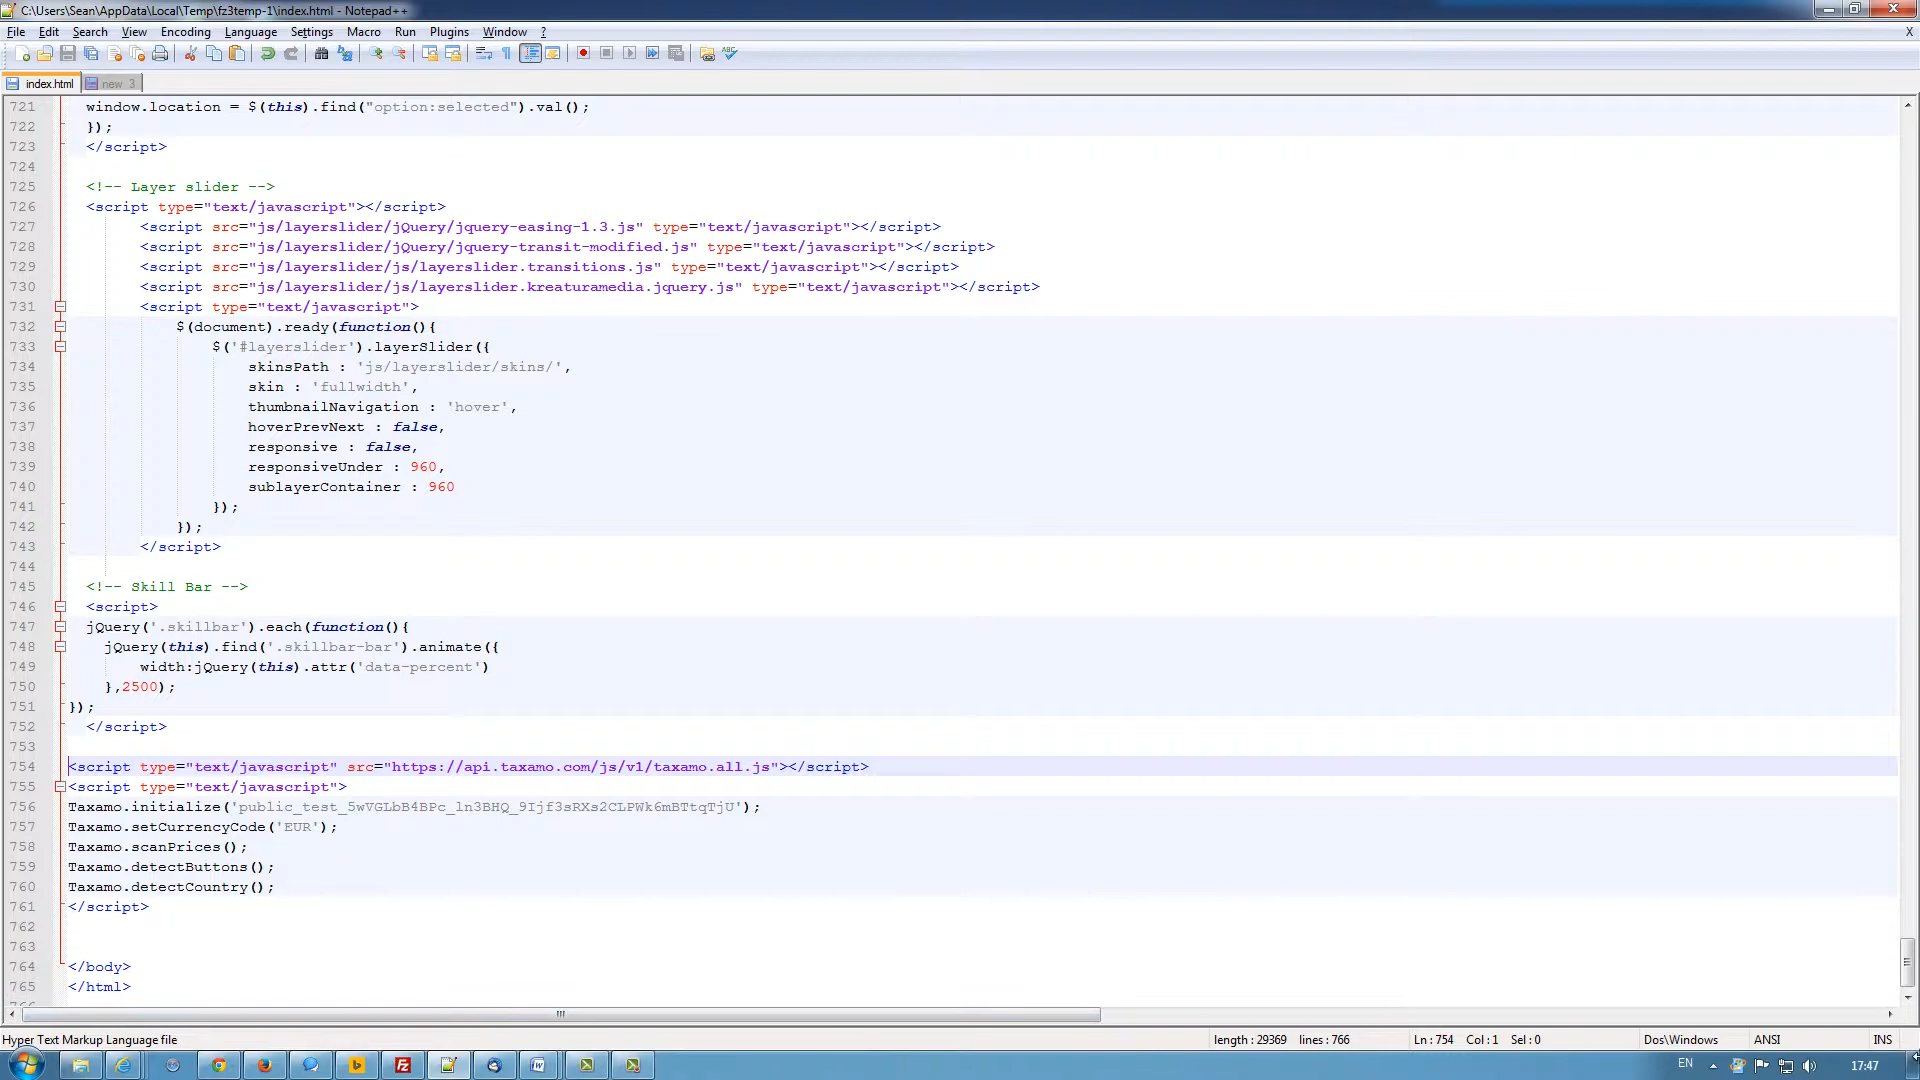 C:\Users\Sean\AppData\Local\Temp\fz3temp-1\index.html - Notepad++
File Edit Search View Encoding Language Settings Macro Run Plugins Window ? X
index.html new 3
721 window.location = $(this).find("option:selected").val();
722 });
723 </script>
724
725 <!-- Layer slider -->
726 <script type="text/javascript"></script>
727 <script src="js/layerslider/jQuery/jquery-easing-1.3.js" type="text/javascript"></script>
728 <script src="js/layerslider/jQuery/jquery-transit-modified.js" type="text/javascript"></script>
729 <script src="js/layerslider/js/layerslider.transitions.js" type="text/javascript"></script>
730 <script src="js/layerslider/js/layerslider.kreaturamedia.jquery.js" type="text/javascript"></script>
731 <script type="text/javascript">
732 $(document).ready(function(){
733 $('#layerslider').layerSlider({
734 skinsPath : 'js/layerslider/skins/',
735 skin : 'fullwidth',
736 thumbnailNavigation : 'hover',
737 hoverPrevNext : false,
738 responsive : false,
739 responsiveUnder : 960,
740 sublayerContainer : 960
741 });
742 });
743 </script>
744
745 <!-- Skill Bar -->
746 <script>
747 jQuery('.skillbar').each(function(){
748 jQuery(this).find('.skillbar-bar').animate({
749 width:jQuery(this).attr('data-percent')
750 },2500);
751 });
752 </script>
753
754 <script type="text/javascript" src="https://api.taxamo.com/js/v1/taxamo.all.js"></script>
755 <script type="text/javascript">
756 Taxamo.initialize('public_test_5wVGLbB4BPc_ln3BHQ_9Ijf3sRXs2CLPWk6mBTtqTjU');
757 Taxamo.setCurrencyCode('EUR');
758 Taxamo.scanPrices();
759 Taxamo.detectButtons();
760 Taxamo.detectCountry();
761 </script>
762
763
764 </body>
765 </html>
Hyper Text Markup Language file length : 29369 lines : 766 Ln : 754 Col : 1 Sel : 0 Dos\Windows ANSI INS
EN 17:47